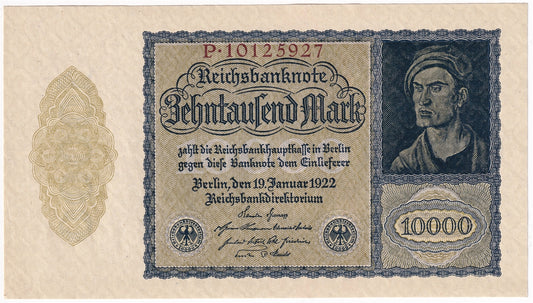 P·10125927
Reichsbanknote
Zehntausend Mark
zahlt die Reichsbankhauptkasse in Berlin
gegen diese Banknote dem Einlieferer
Berlin, den 19. Januar 1922
Reichsbankdirektorium
10000